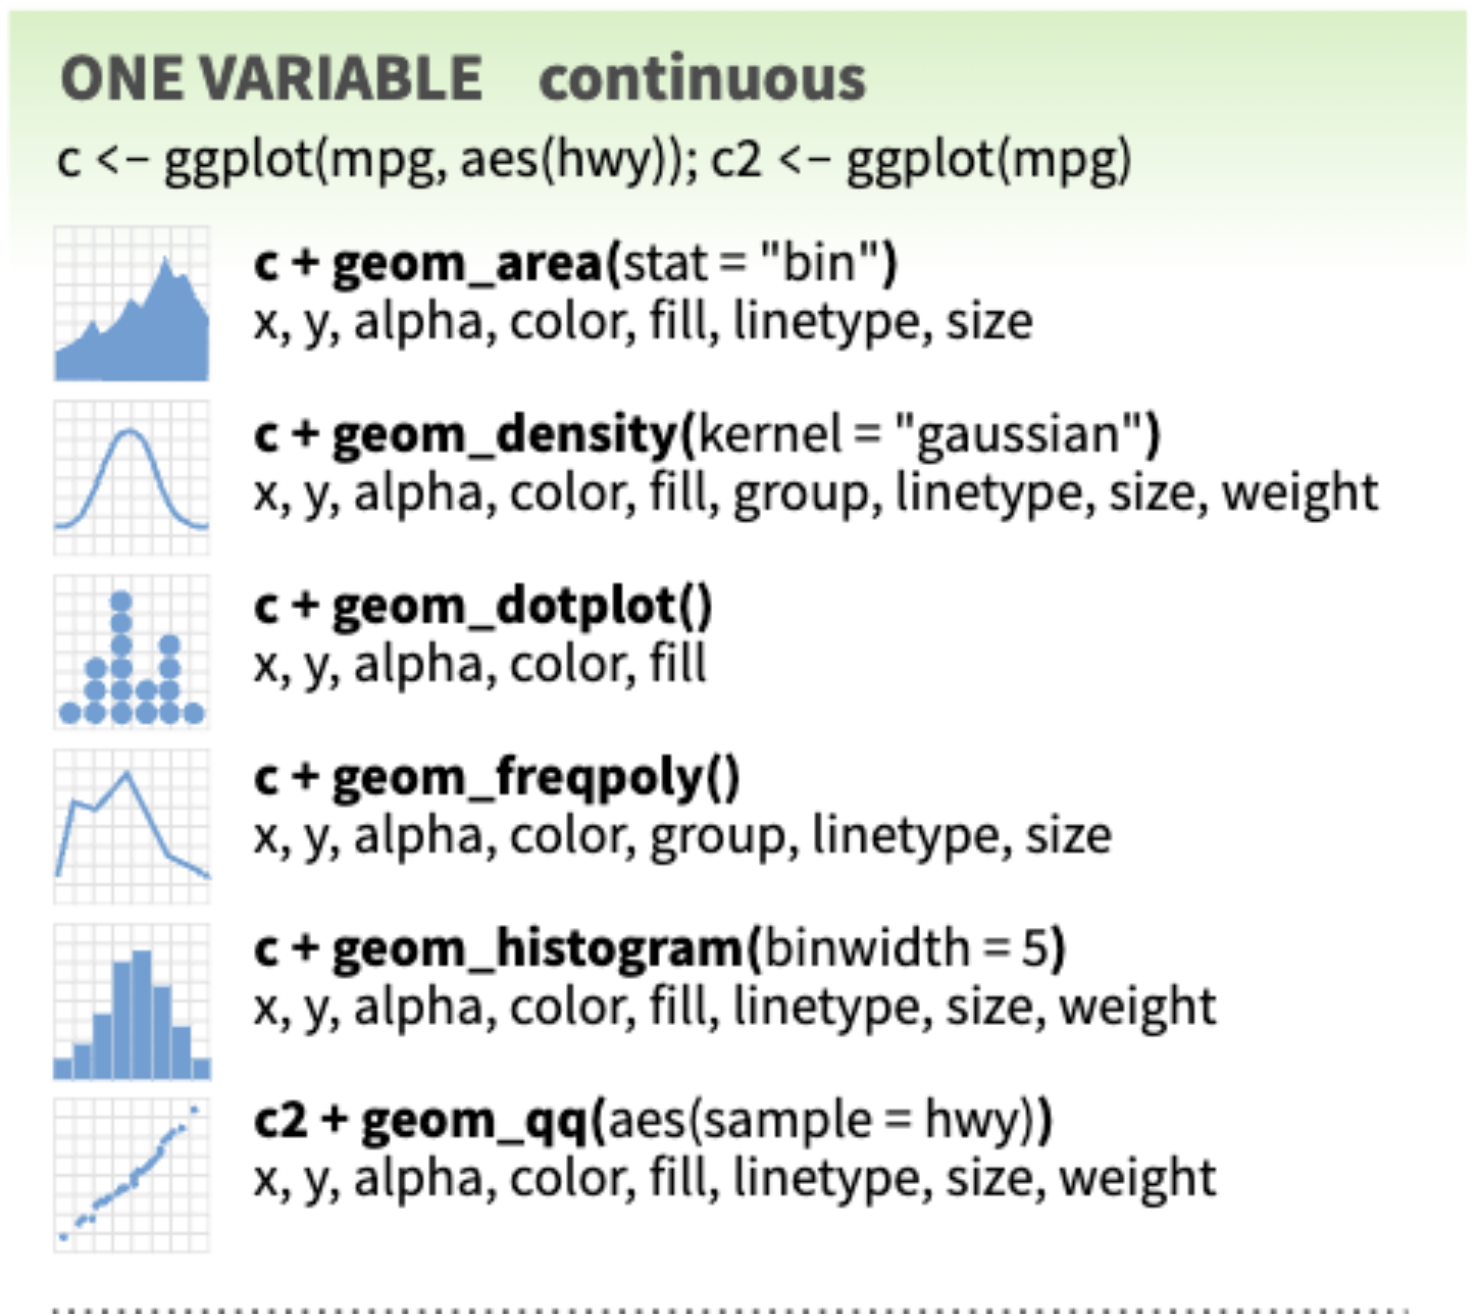 ONE VARIABLE continuous
c <− ggplot(mpg, aes(hwy)); c2 <− ggplot(mpg)
c + geom_area(stat = "bin")
x, y, alpha, color, fill, linetype, size
c + geom_density(kernel = "gaussian")
x, y, alpha, color, fill, group, linetype, size, weight
c + geom_dotplot()
x, y, alpha, color, fill
c + geom_freqpoly()
x, y, alpha, color, group, linetype, size
c + geom_histogram(binwidth = 5)
x, y, alpha, color, fill, linetype, size, weight
c2 + geom_qq(aes(sample = hwy))
x, y, alpha, color, fill, linetype, size, weight